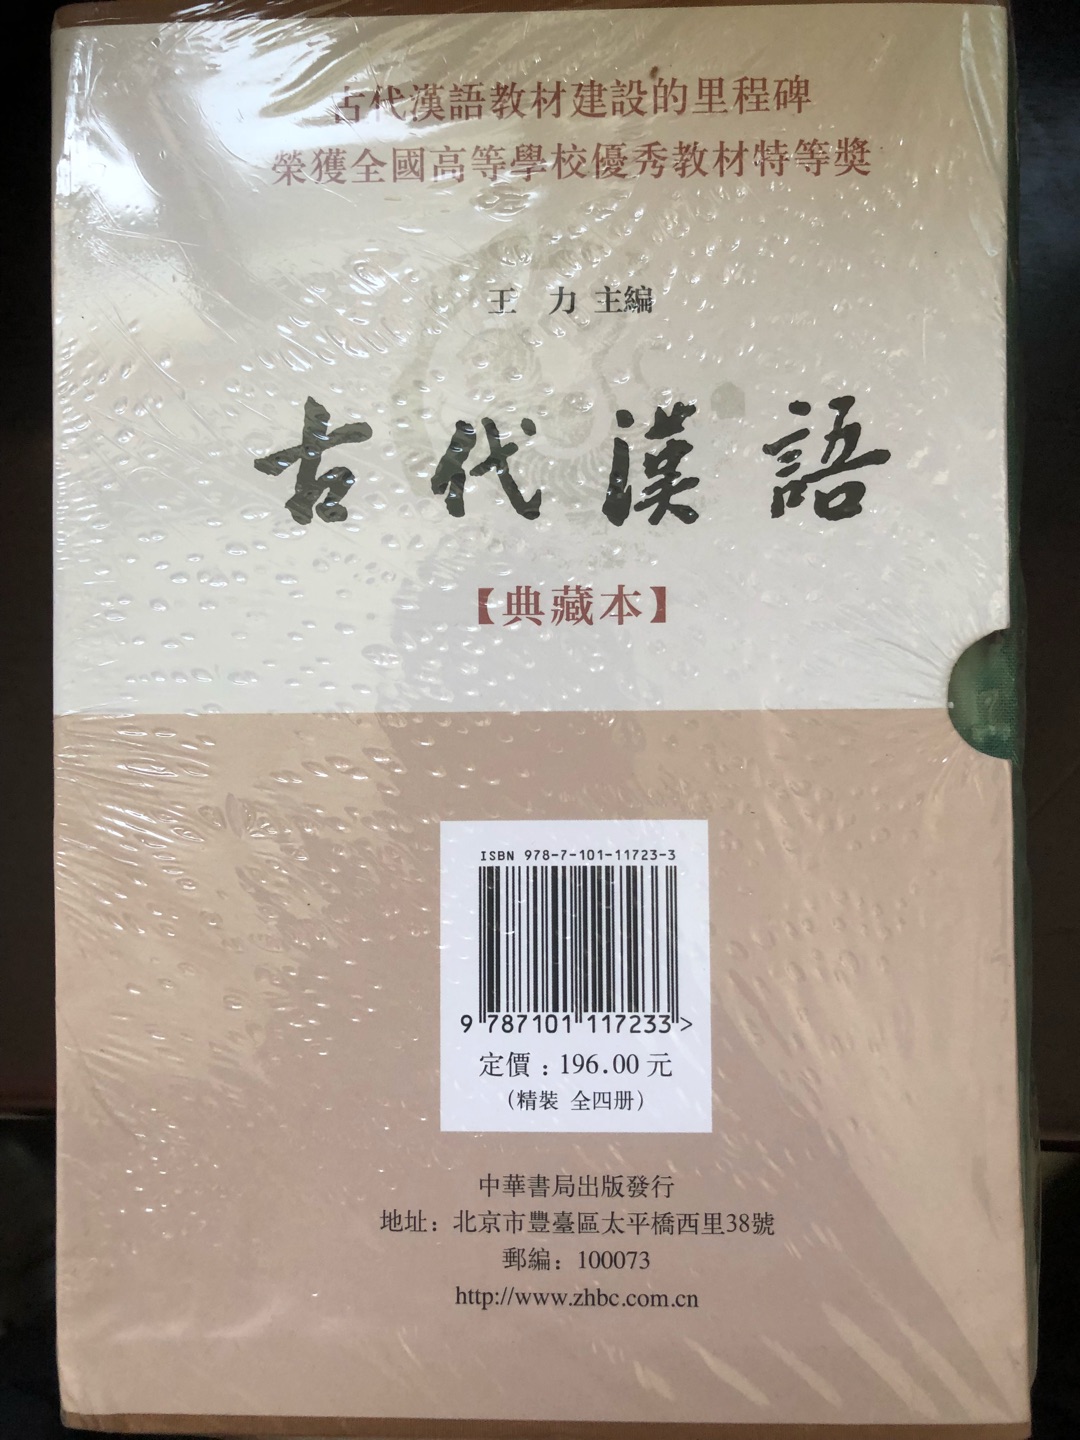 古代漢語教材建設的里程碑
榮獲全國高等學校優秀教材特等獎
王　力 主編
古代漢語
【典藏本】
ISBN 978-7-101-11723-3
9 787101 117233 >
定價：196.00 元
（精裝 全四册）
中華書局出版發行
地址：北京市豐臺區太平橋西里38號
郵編：100073
http://www.zhbc.com.cn